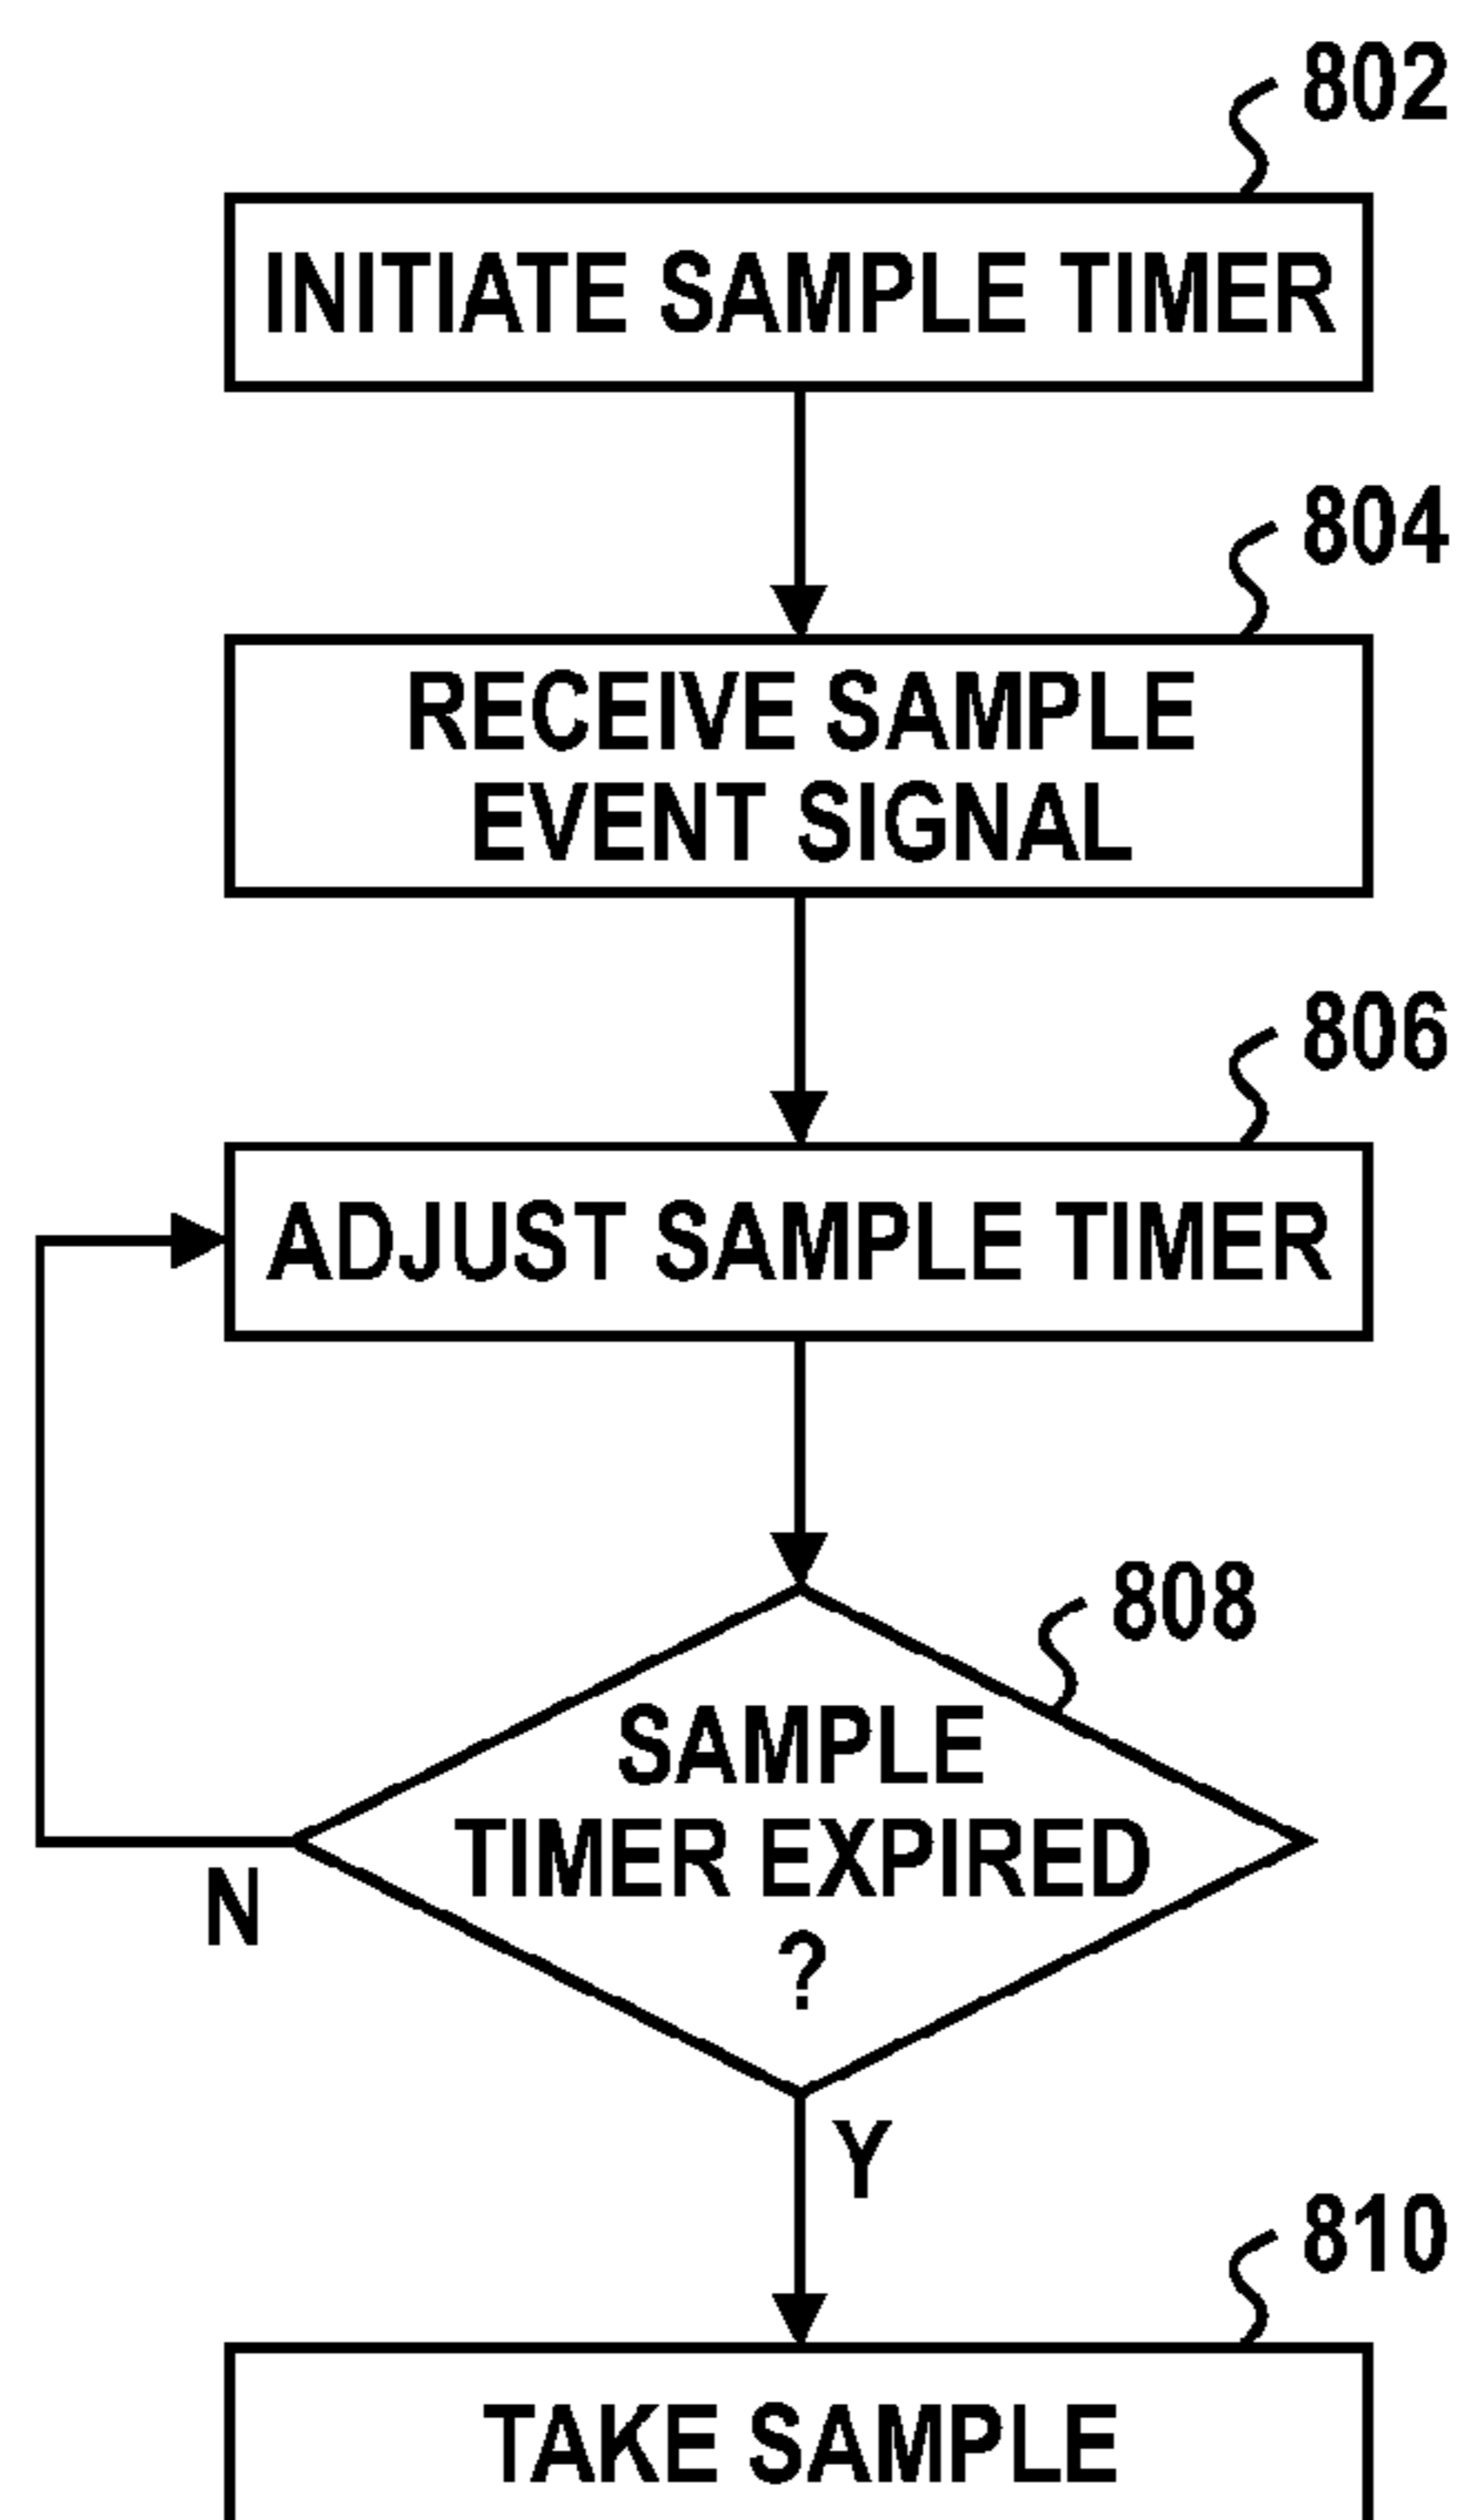 802
INITIATE SAMPLE TIMER
804
RECEIVE SAMPLE
EVENT SIGNAL
806
ADJUST SAMPLE TIMER
808
SAMPLE
TIMER EXPIRED
?
N
Y
810
TAKE SAMPLE